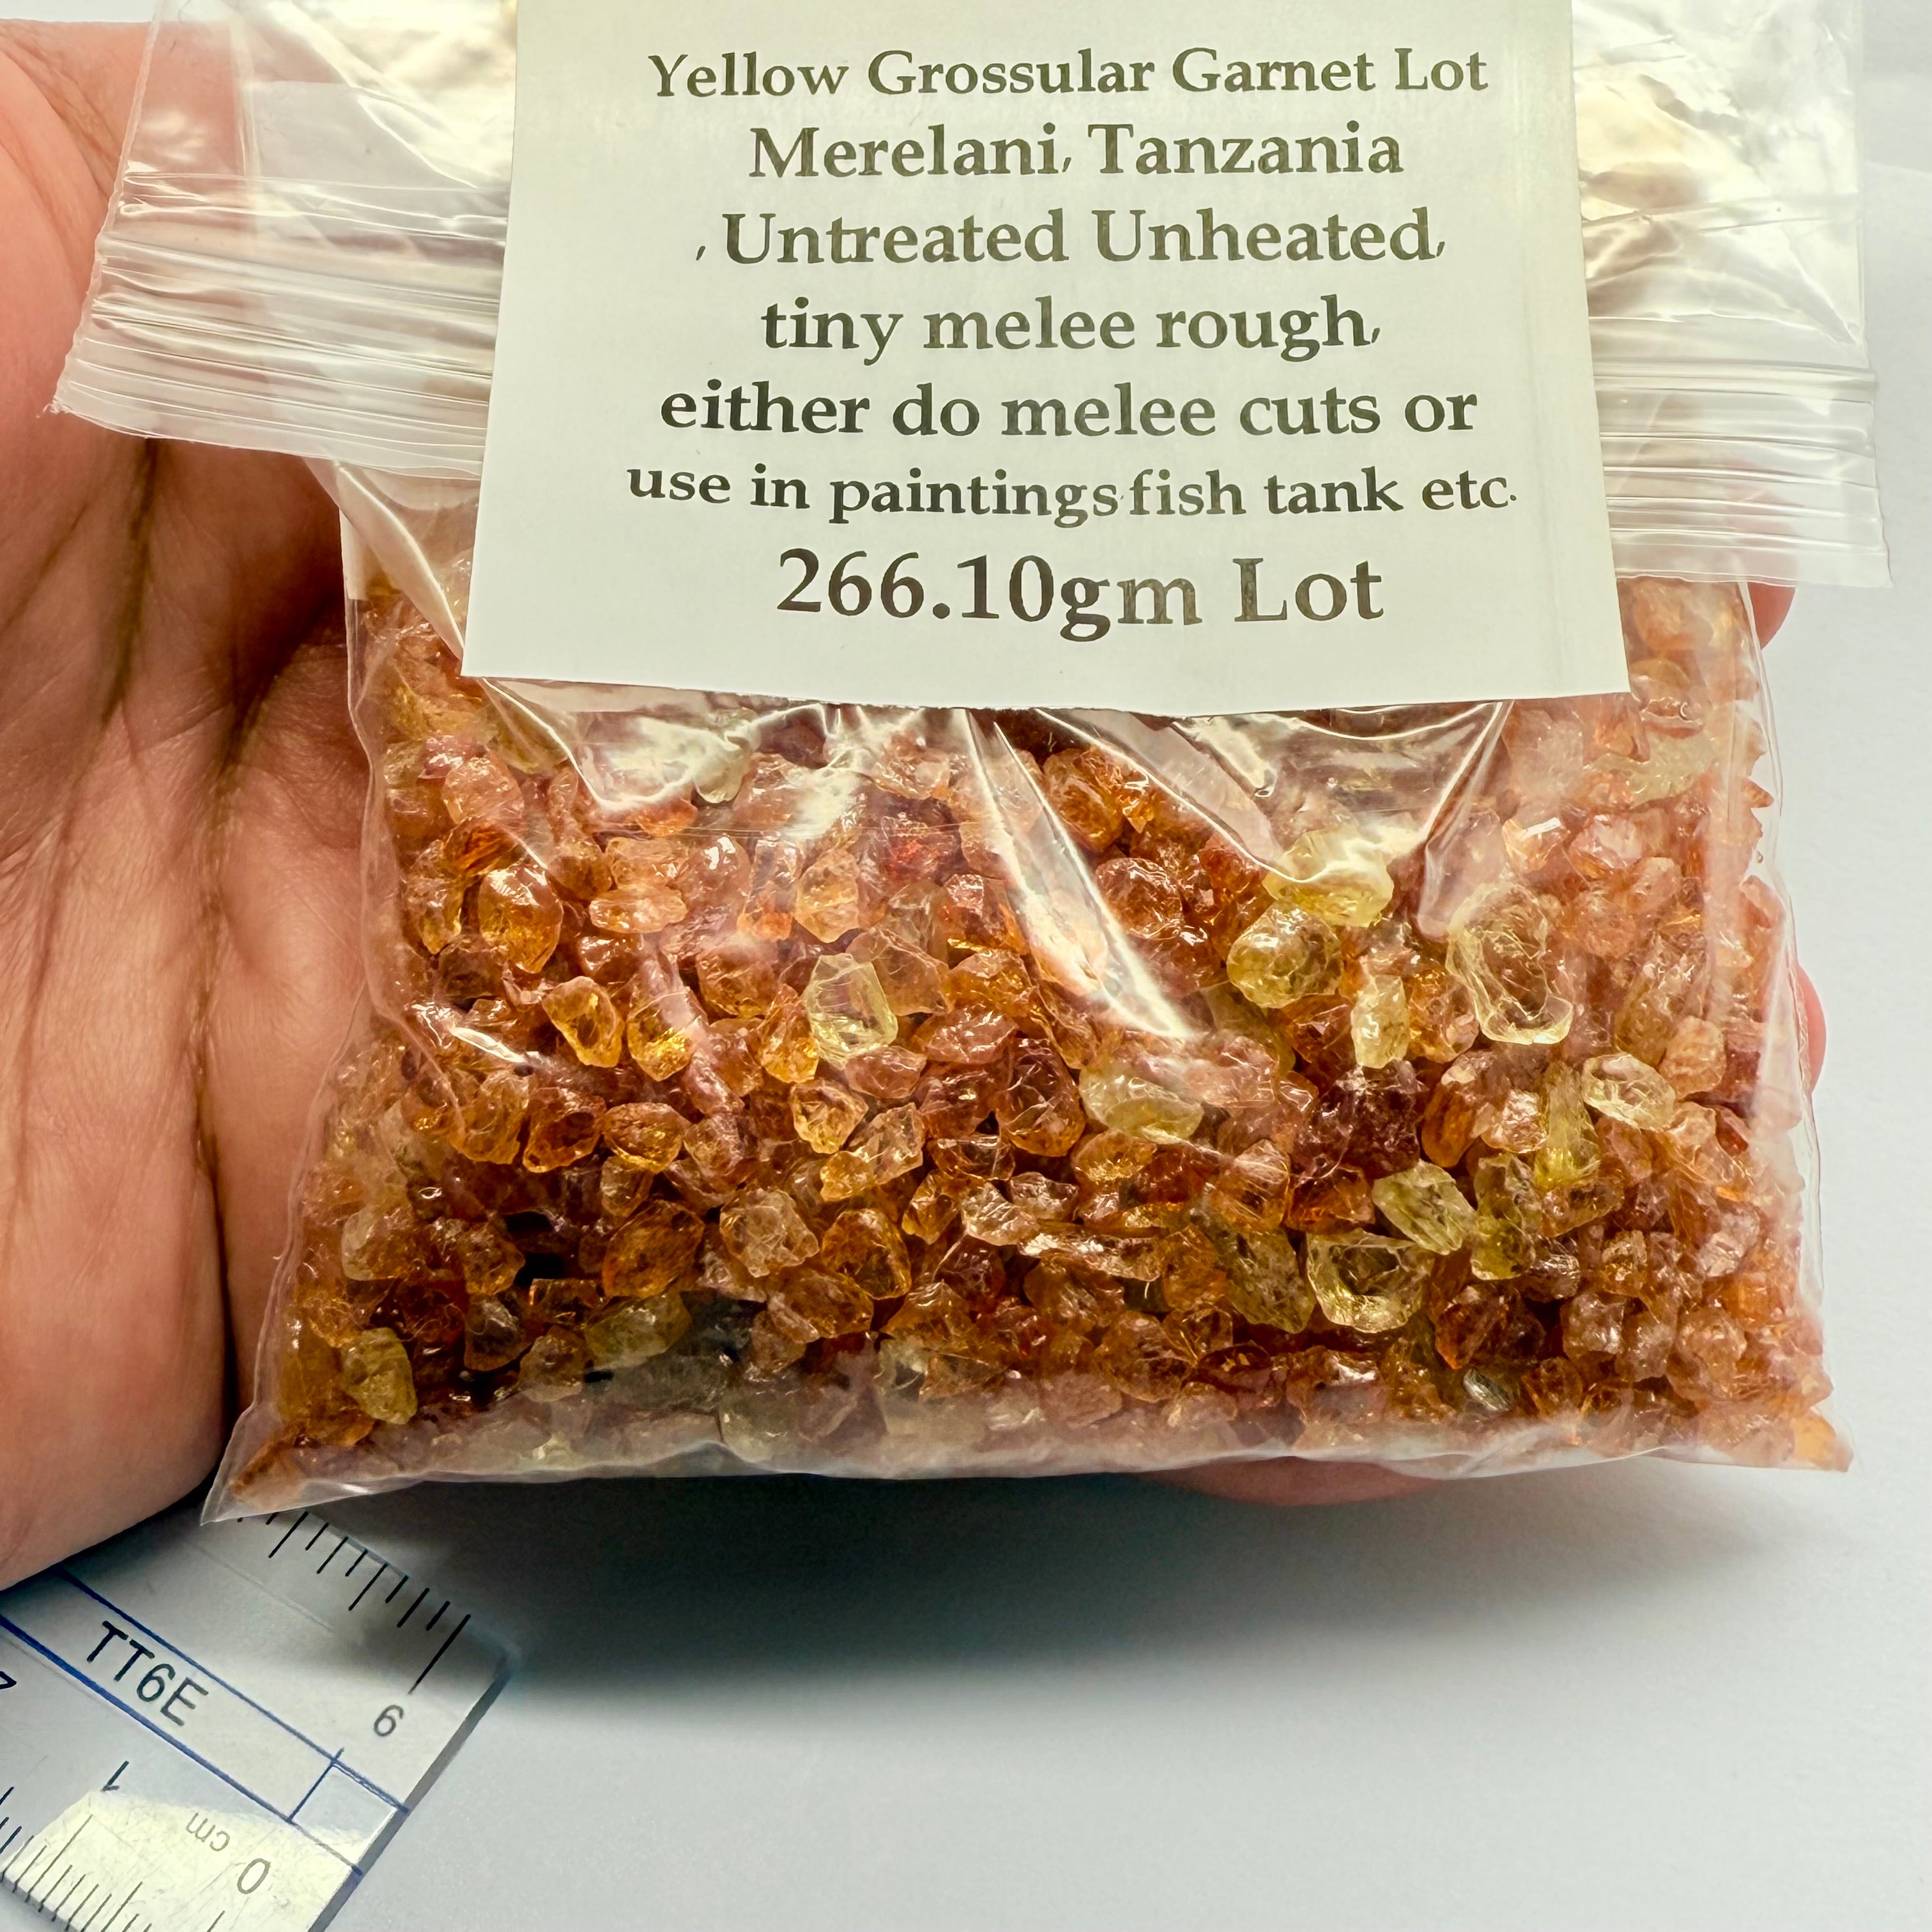 Yellow Grossular Garnet Lot
Merelani, Tanzania
, Untreated Unheated,
tiny melee rough,
either do melee cuts or
use in paintings fish tank etc.
266.10gm Lot
TT6E
6
1
cm
0